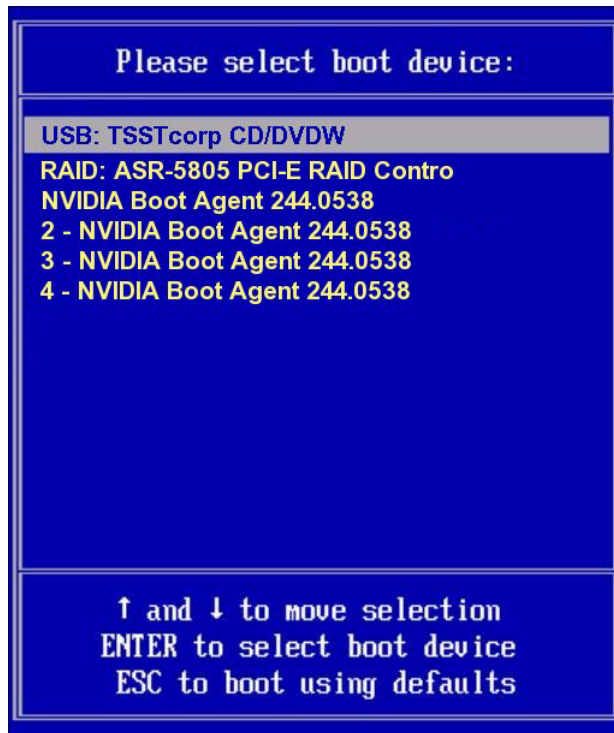 Please select boot device:
USB: TSSTcorp CD/DVDW
RAID: ASR-5805 PCI-E RAID Contro
NVIDIA Boot Agent 244.0538
2 - NVIDIA Boot Agent 244.0538
3 - NVIDIA Boot Agent 244.0538
4 - NVIDIA Boot Agent 244.0538
↑ and ↓ to move selection
ENTER to select boot device
ESC to boot using defaults